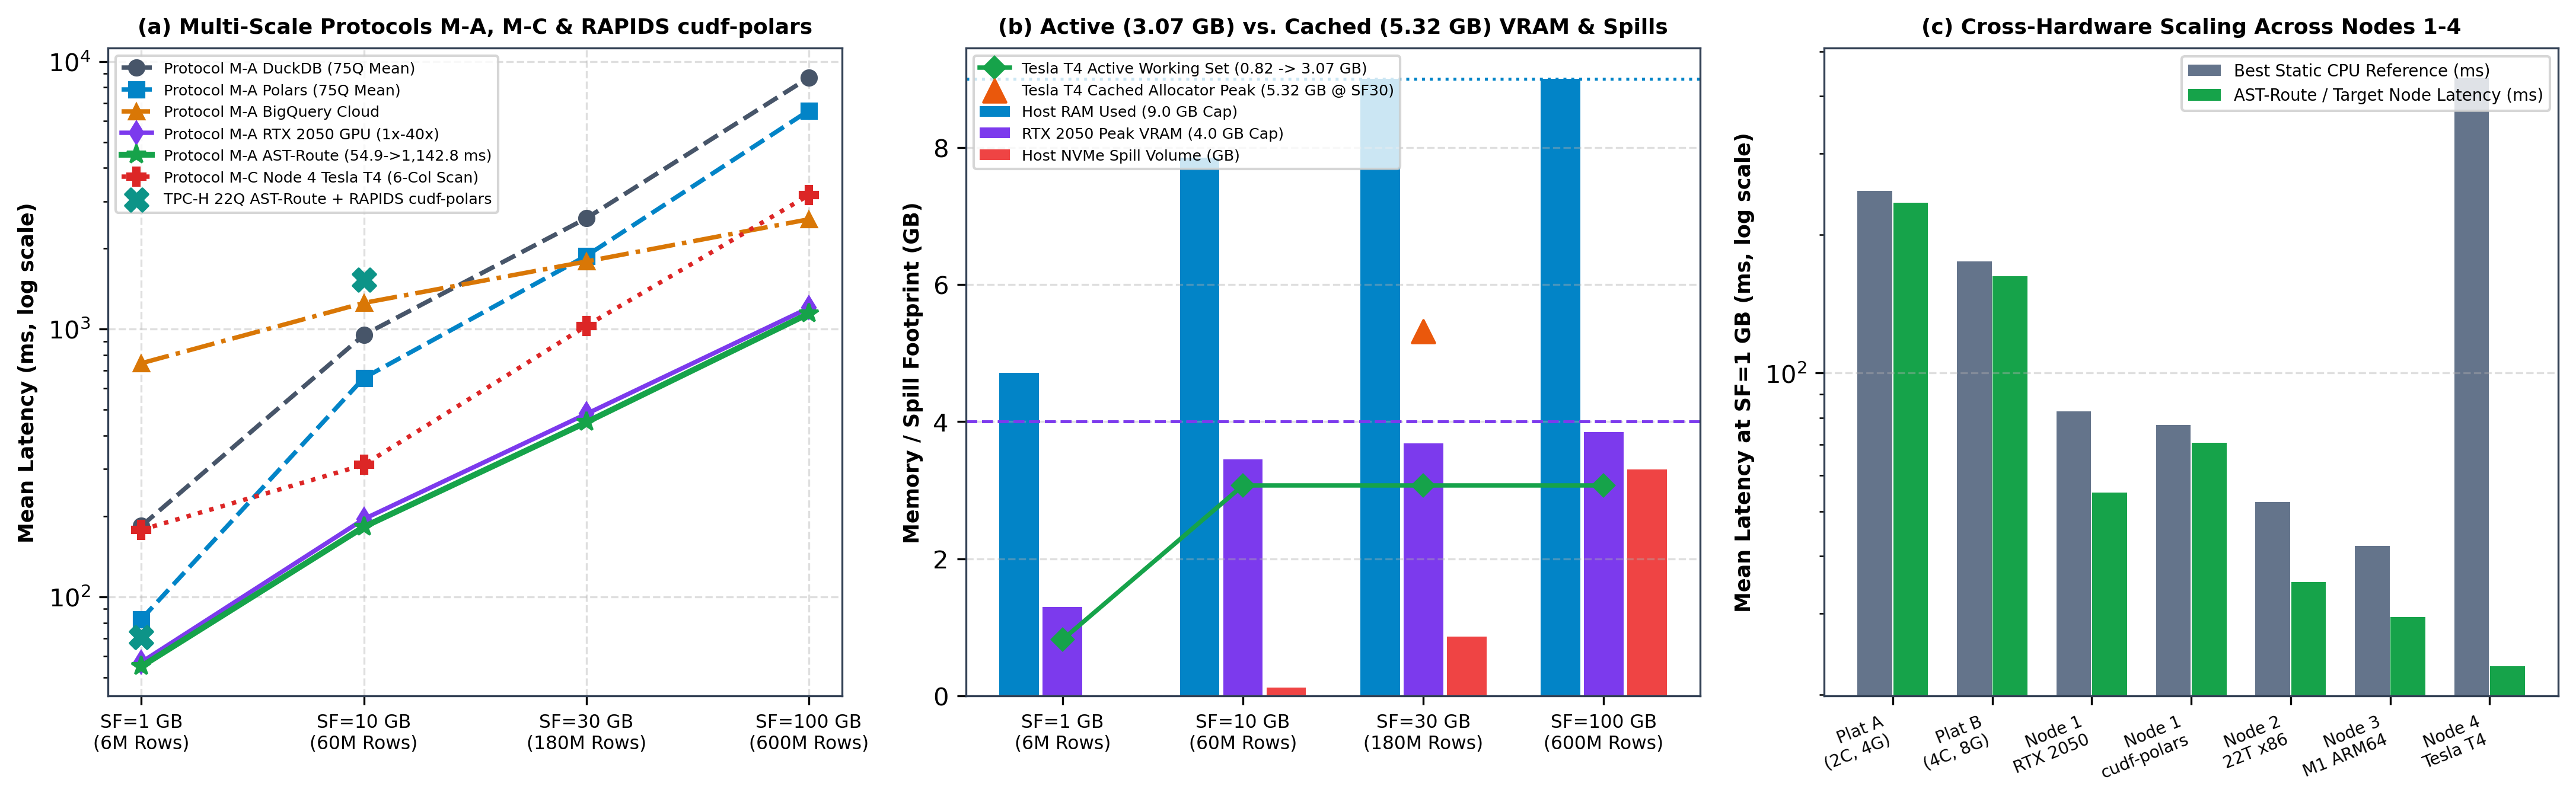 (a) Multi-Scale Protocols M-A, M-C & RAPIDS cudf-polars
Mean Latency (ms, log scale)
10⁴
10³
10²
Protocol M-A DuckDB (75Q Mean)
Protocol M-A Polars (75Q Mean)
Protocol M-A BigQuery Cloud
Protocol M-A RTX 2050 GPU (1x-40x)
Protocol M-A AST-Route (54.9->1,142.8 ms)
Protocol M-C Node 4 Tesla T4 (6-Col Scan)
TPC-H 22Q AST-Route + RAPIDS cudf-polars
SF=1 GB
(6M Rows)
SF=10 GB
(60M Rows)
SF=30 GB
(180M Rows)
SF=100 GB
(600M Rows)
(b) Active (3.07 GB) vs. Cached (5.32 GB) VRAM & Spills
Memory / Spill Footprint (GB)
8
6
4
2
0
Tesla T4 Active Working Set (0.82 -> 3.07 GB)
Tesla T4 Cached Allocator Peak (5.32 GB @ SF30)
Host RAM Used (9.0 GB Cap)
RTX 2050 Peak VRAM (4.0 GB Cap)
Host NVMe Spill Volume (GB)
SF=1 GB
(6M Rows)
SF=10 GB
(60M Rows)
SF=30 GB
(180M Rows)
SF=100 GB
(600M Rows)
(c) Cross-Hardware Scaling Across Nodes 1-4
Mean Latency at SF=1 GB (ms, log scale)
10²
Best Static CPU Reference (ms)
AST-Route / Target Node Latency (ms)
Plat A
(2C, 4G)
Plat B
(4C, 8G)
Node 1
RTX 2050
Node 1
cudf-polars
Node 2
22T x86
Node 3
M1 ARM64
Node 4
Tesla T4